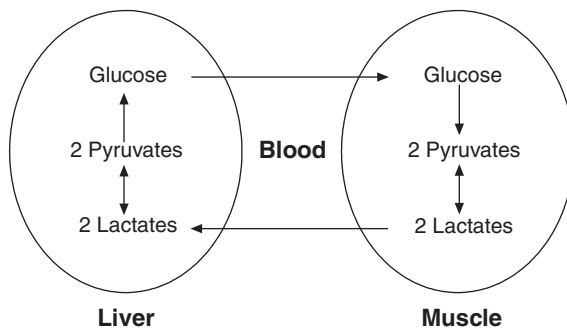 Glucose
Glucose
2 Pyruvates
Blood
2 Pyruvates
2 Lactates
2 Lactates
Liver
Muscle